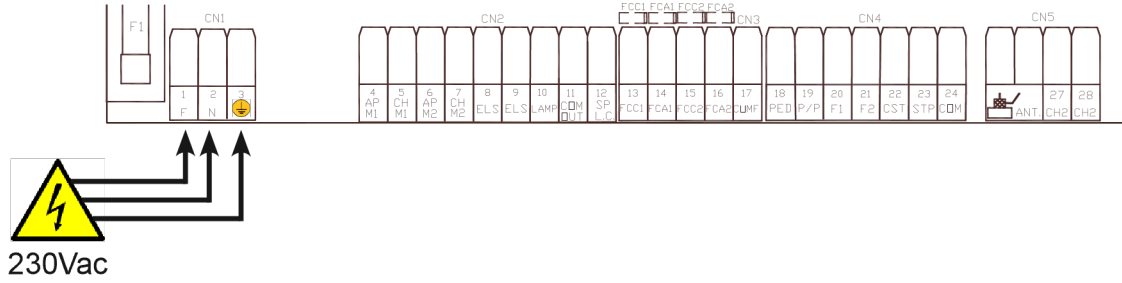 FCC1 FCA1 FCC2 FCA2
F1 CN1 CN2 CN3 CN4 CN5
1 2 3 4 5 6 7 8 9 10 11 12 13 14 15 16 17 18 19 20 21 22 23 24 27 28
F N AP M1 CH M1 AP M2 CH M2 ELS ELS LAMP COM OUT SP L.C. FCC1 FCA1 FCC2 FCA2 CUMF PED P/P F1 F2 CST STP COM ANT. CH2 CH2
230Vac